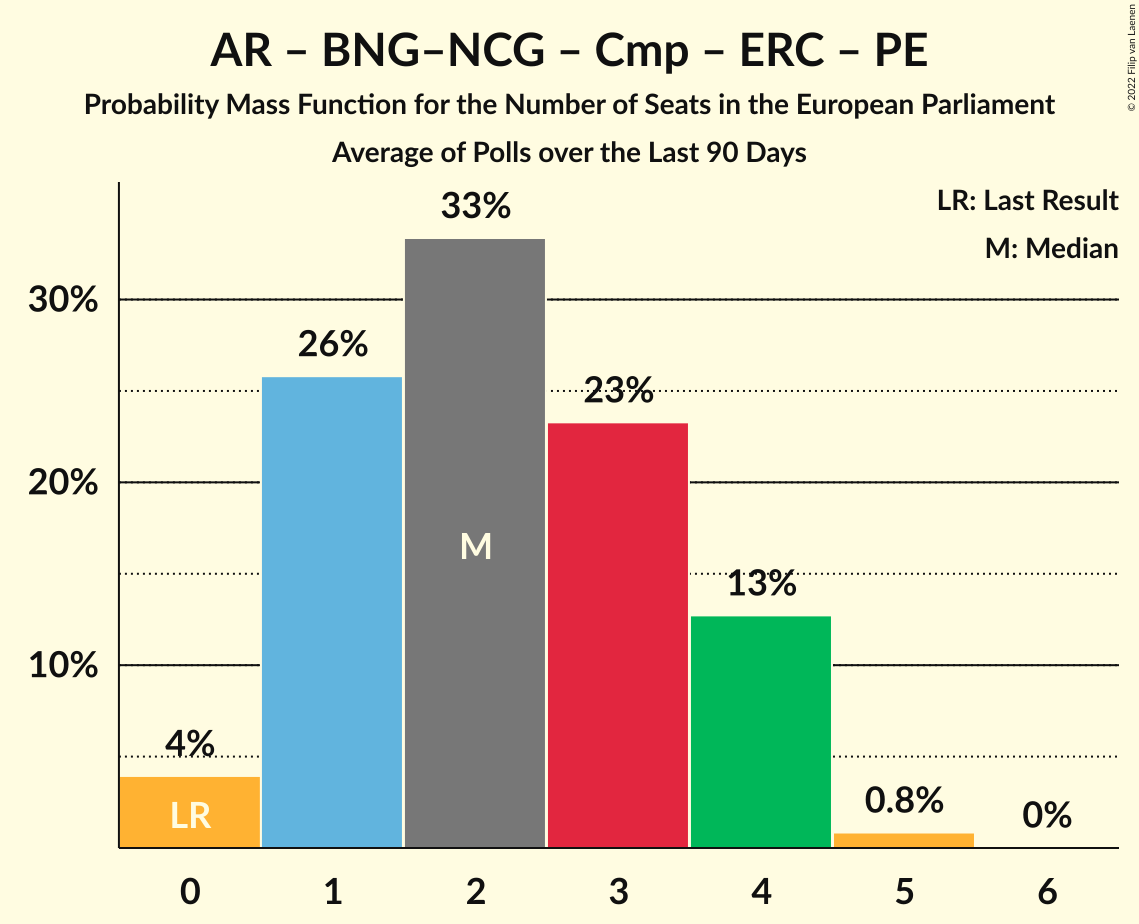 AR – BNG–NCG – Cmp – ERC – PE
Probability Mass Function for the Number of Seats in the European Parliament
Average of Polls over the Last 90 Days
© 2022 Filip van Laenen
LR: Last Result
M: Median
33%
30%
26%
23%
20%
M
13%
10%
4%
LR
0.8%
0%
0 1 2 3 4 5 6